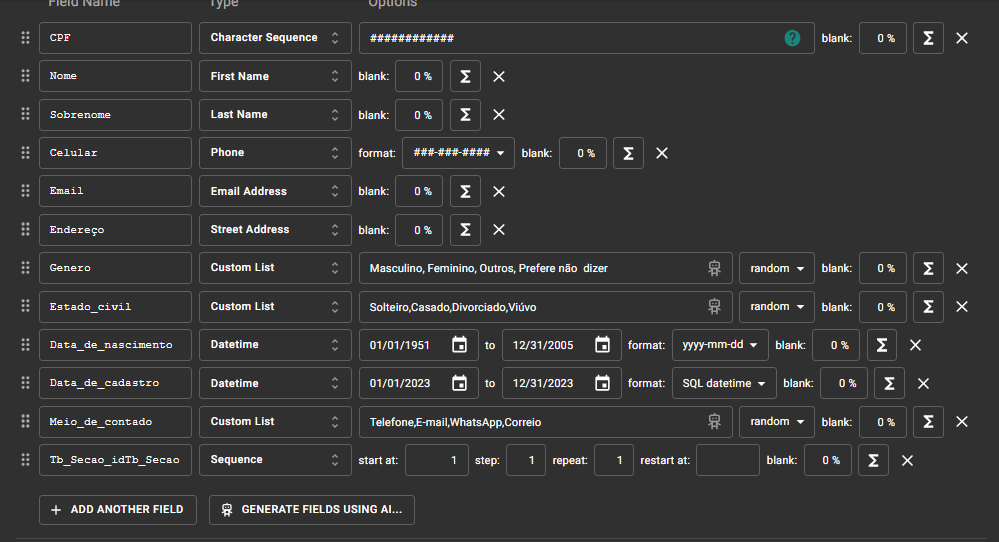 Field Name Type Options
CPF Character Sequence ############ ? blank: 0 % Σ
Nome First Name blank: 0 % Σ
Sobrenome Last Name blank: 0 % Σ
Celular Phone format: ###-###-#### blank: 0 % Σ
Email Email Address blank: 0 % Σ
Endereço Street Address blank: 0 % Σ
Genero Custom List Masculino, Feminino, Outros, Prefere não  dizer random blank: 0 % Σ
Estado_civil Custom List Solteiro,Casado,Divorciado,Viúvo random blank: 0 % Σ
Data_de_nascimento Datetime 01/01/1951 to 12/31/2005 format: yyyy-mm-dd blank: 0 % Σ
Data_de_cadastro Datetime 01/01/2023 to 12/31/2023 format: SQL datetime blank: 0 % Σ
Meio_de_contado Custom List Telefone,E-mail,WhatsApp,Correio random blank: 0 % Σ
Tb_Secao_idTb_Secao Sequence start at: 1 step: 1 repeat: 1 restart at: blank: 0 % Σ
+ ADD ANOTHER FIELD GENERATE FIELDS USING AI...